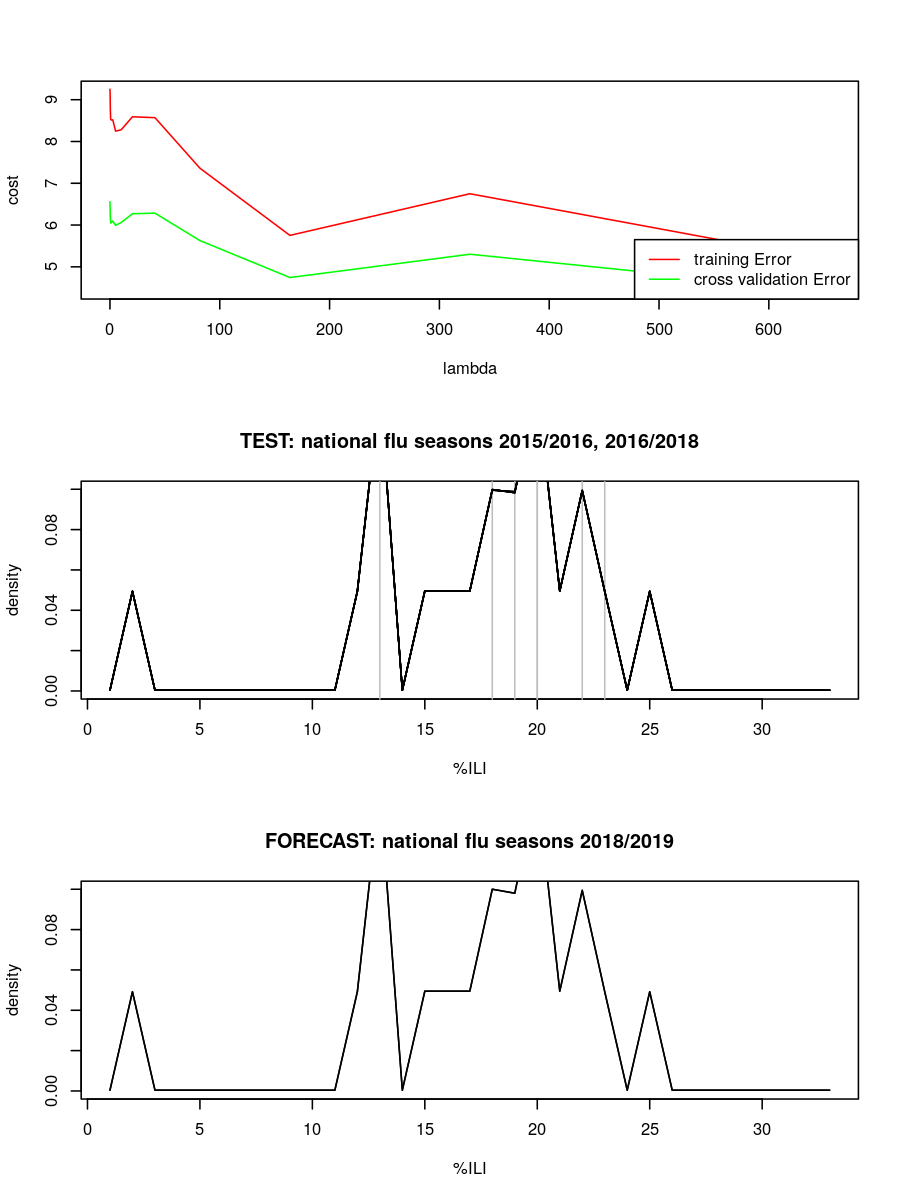 9
8
7
6
5
cost
training Error
cross validation Error
0 100 200 300 400 500 600
lambda
TEST: national flu seasons 2015/2016, 2016/2018
0.08
0.04
0.00
density
0 5 10 15 20 25 30
%ILI
FORECAST: national flu seasons 2018/2019
0.08
0.04
0.00
density
0 5 10 15 20 25 30
%ILI